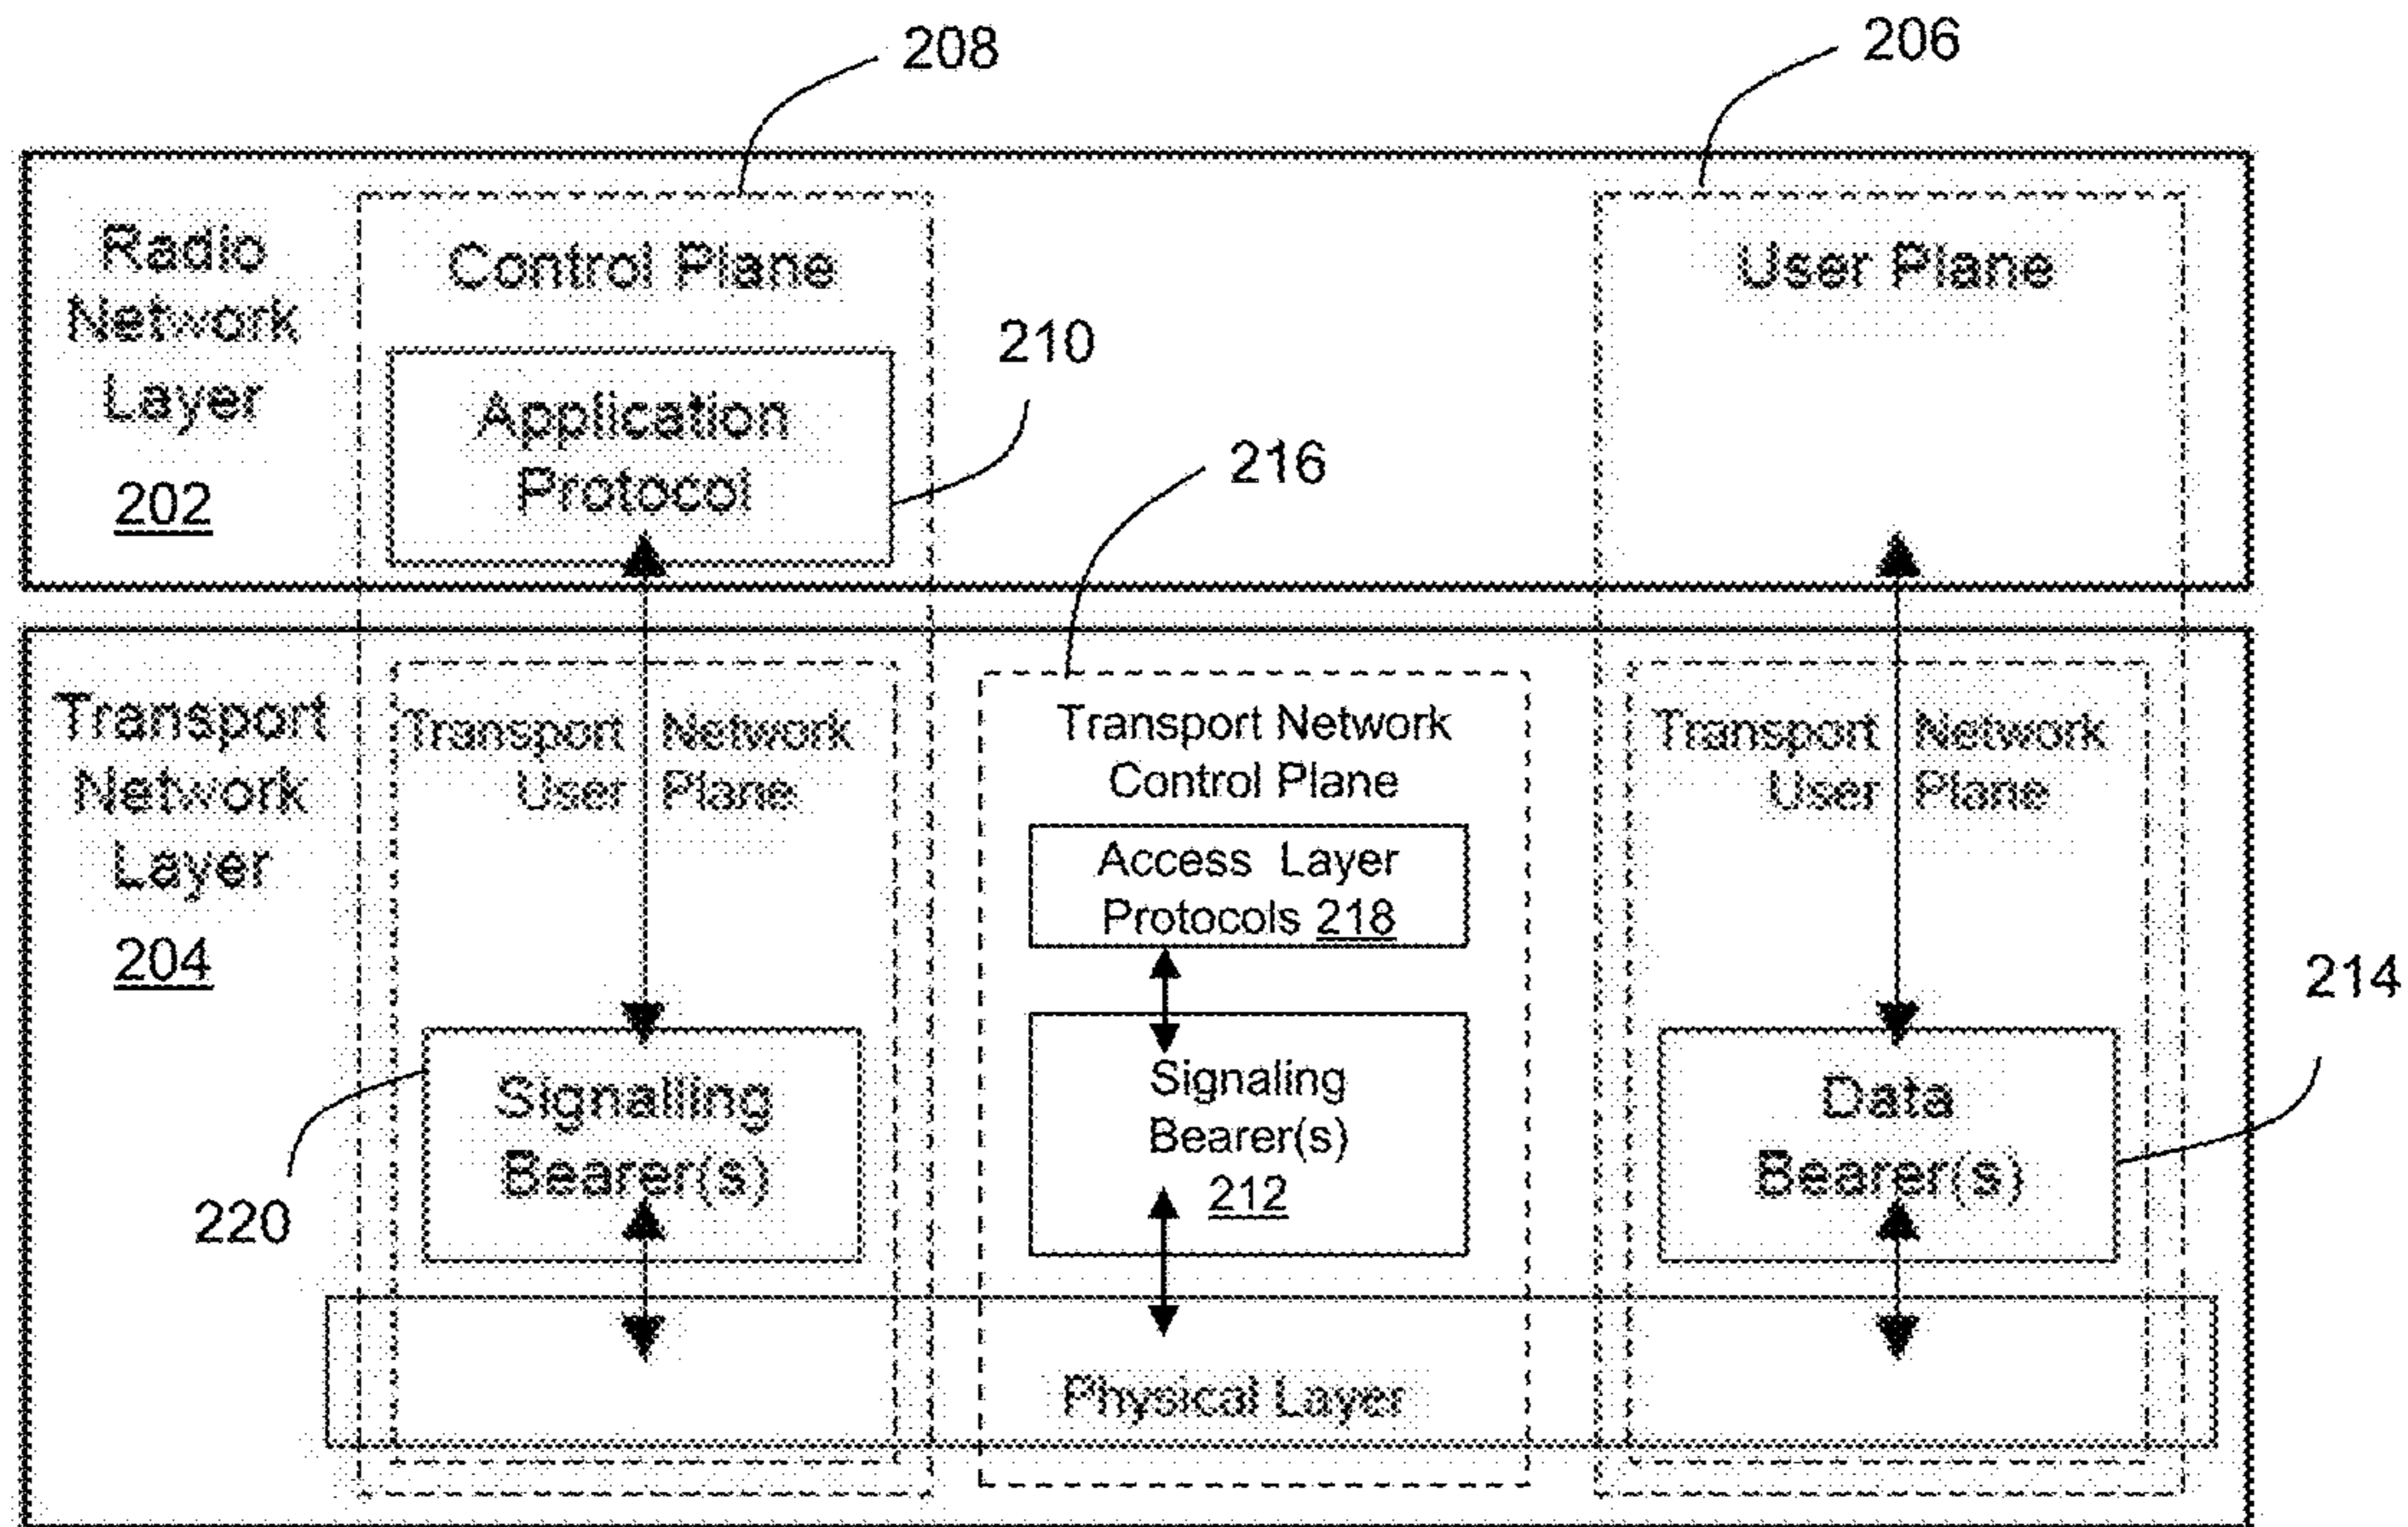 208
206
Radio
Network
Layer
202
Control Plane
User Plane
210
Application
Protocol
216
Transport
Network
Layer
204
Transport Network
User Plane
Transport Network
Control Plane
Access Layer
Protocols 218
Transport Network
User Plane
214
Signalling
Bearer(s)
220
Signaling
Bearer(s)
212
Data
Bearer(s)
Physical Layer